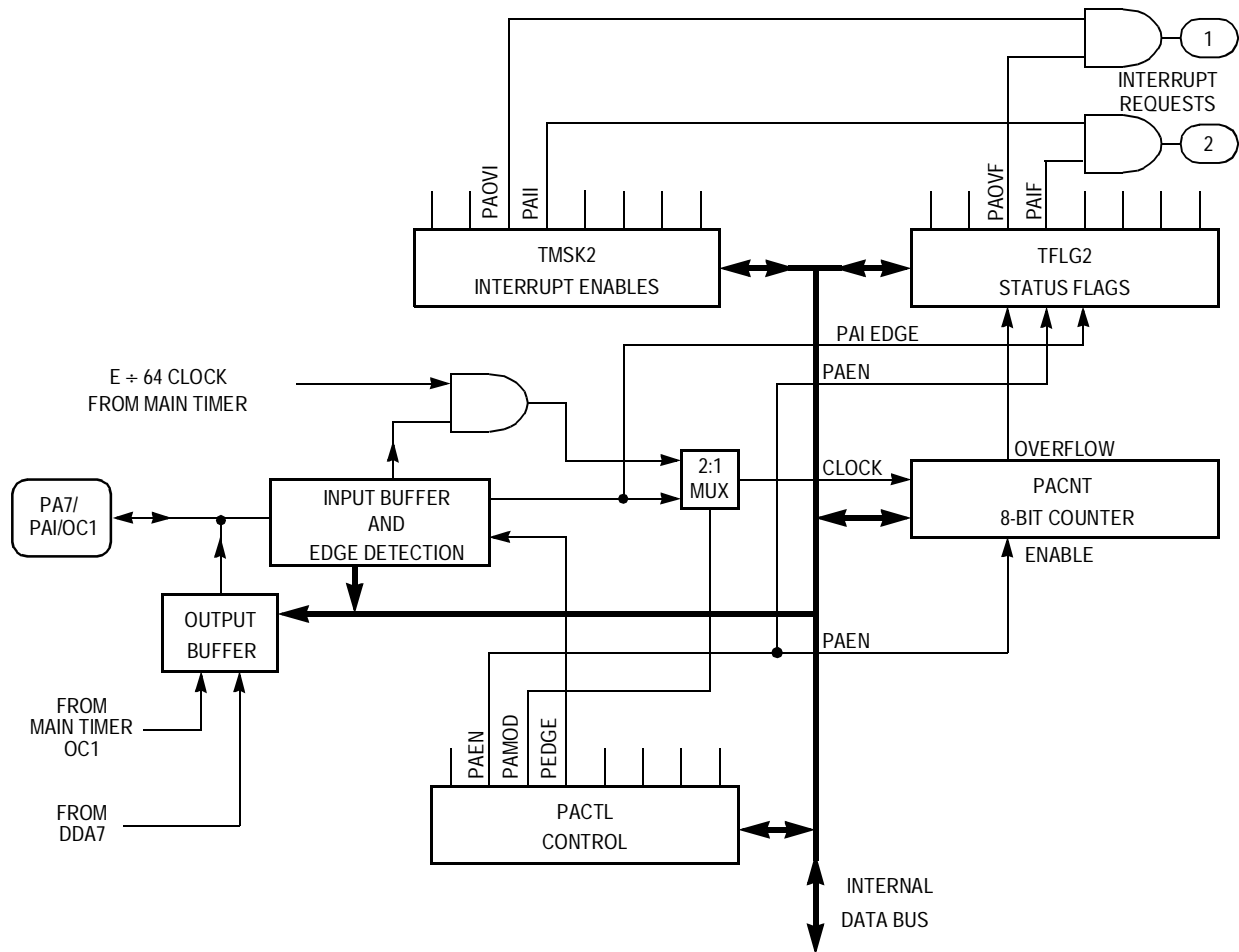 1
INTERRUPT
REQUESTS
2
PAOVI
PAII
PAOVF
PAIF
TMSK2
INTERRUPT ENABLES
TFLG2
STATUS FLAGS
PAI EDGE
E ÷ 64 CLOCK
FROM MAIN TIMER
PAEN
OVERFLOW
2:1
MUX
CLOCK
PACNT
8-BIT COUNTER
PA7/
PAI/OC1
INPUT BUFFER
AND
EDGE DETECTION
ENABLE
OUTPUT
BUFFER
PAEN
FROM
MAIN TIMER
OC1
PAEN
PAMOD
PEDGE
FROM
DDA7
PACTL
CONTROL
INTERNAL
DATA BUS